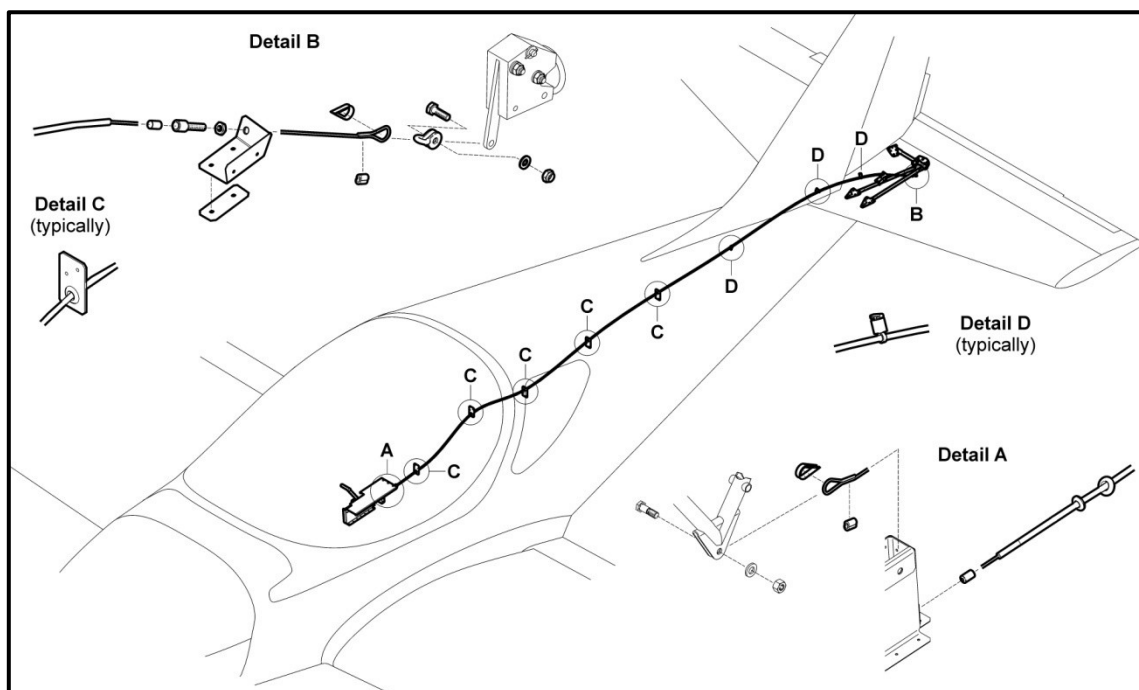 Detail B
Detail C
(typically)
D
D
B
D
C
C
C
C
A
C
Detail D
(typically)
Detail A